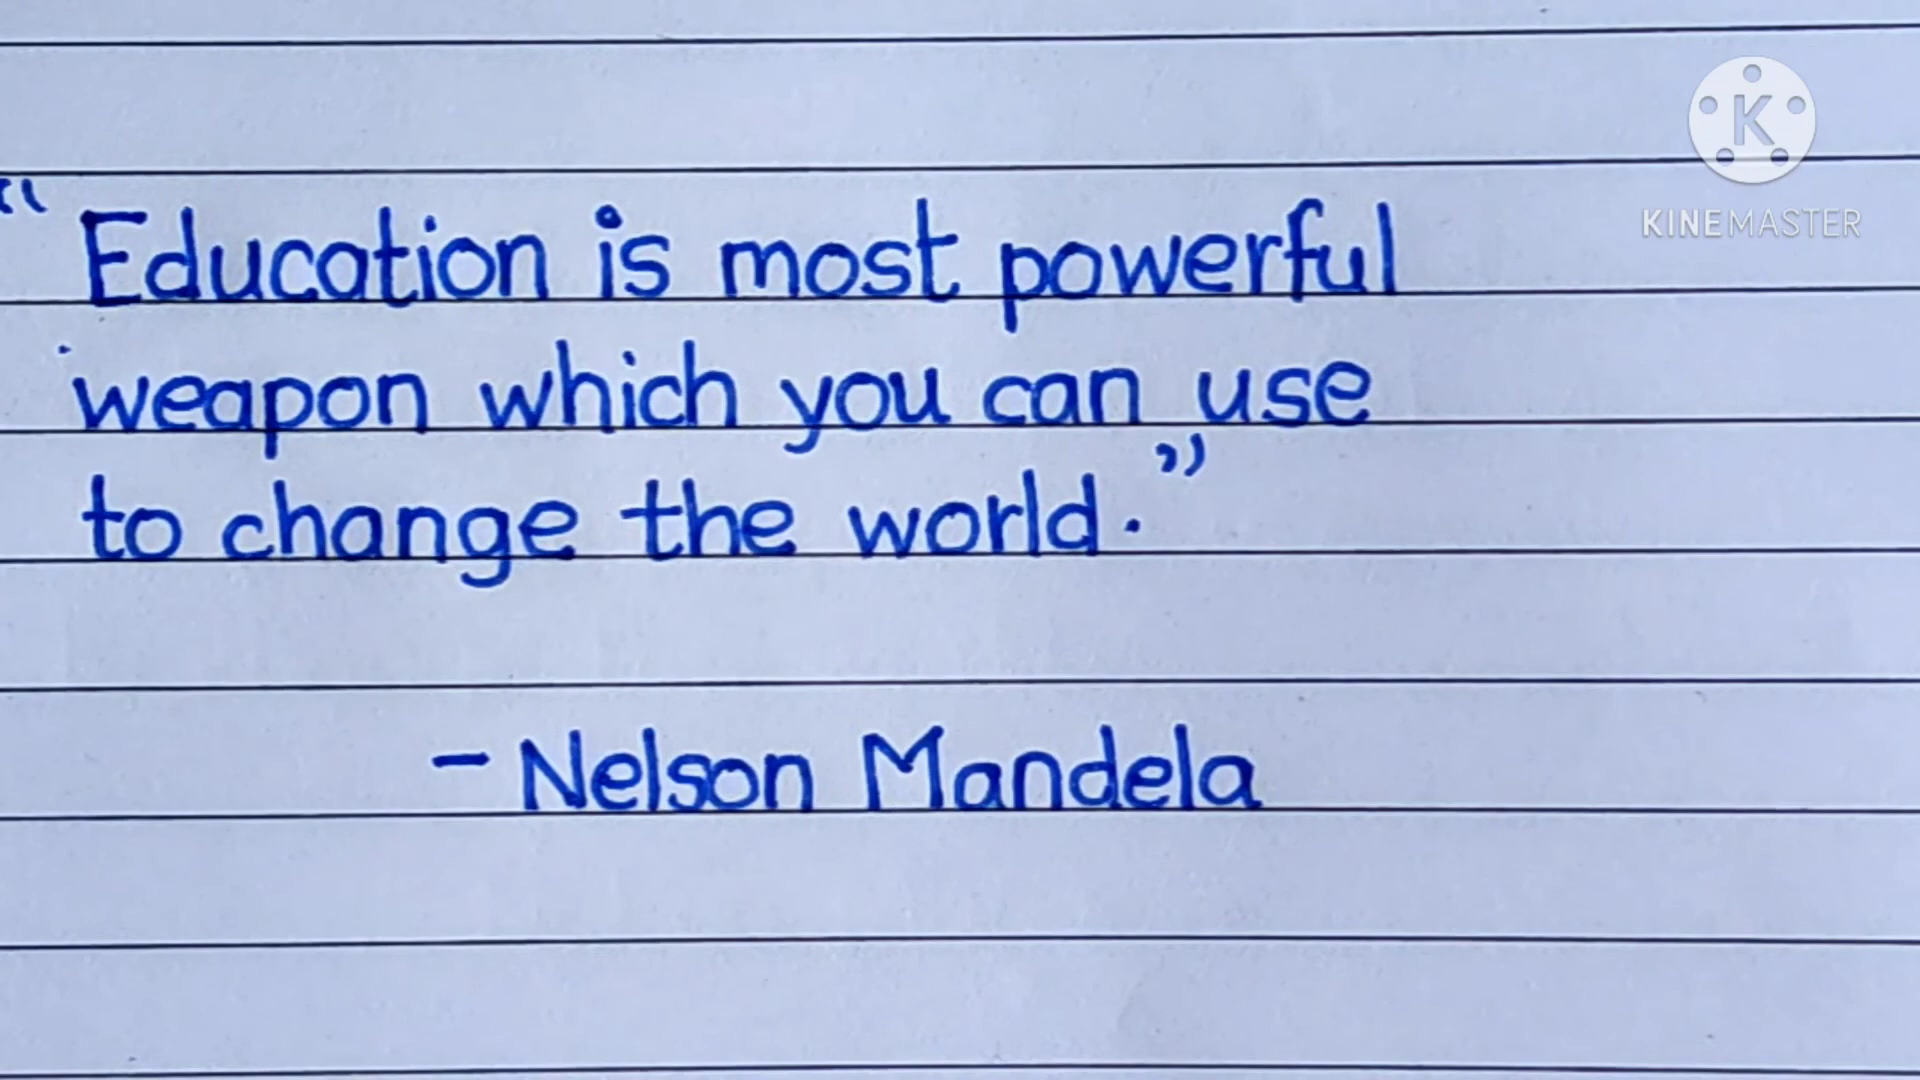 K
KINEMASTER
“Education is most powerful
weapon which you can use
to change the world.”
- Nelson Mandela